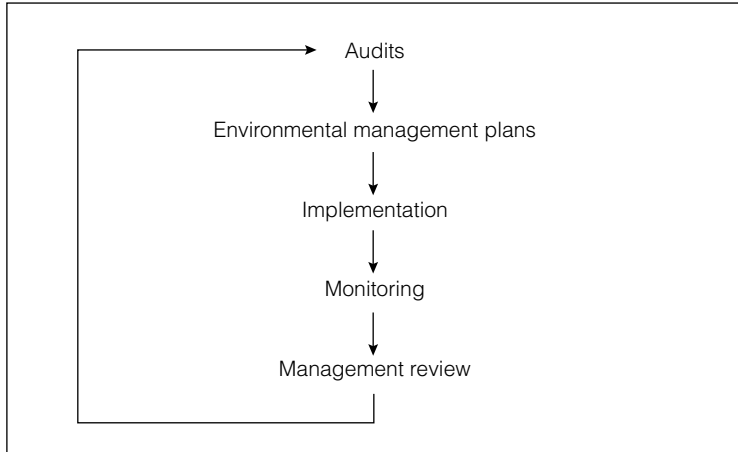 Audits
Environmental management plans
Implementation
Monitoring
Management review